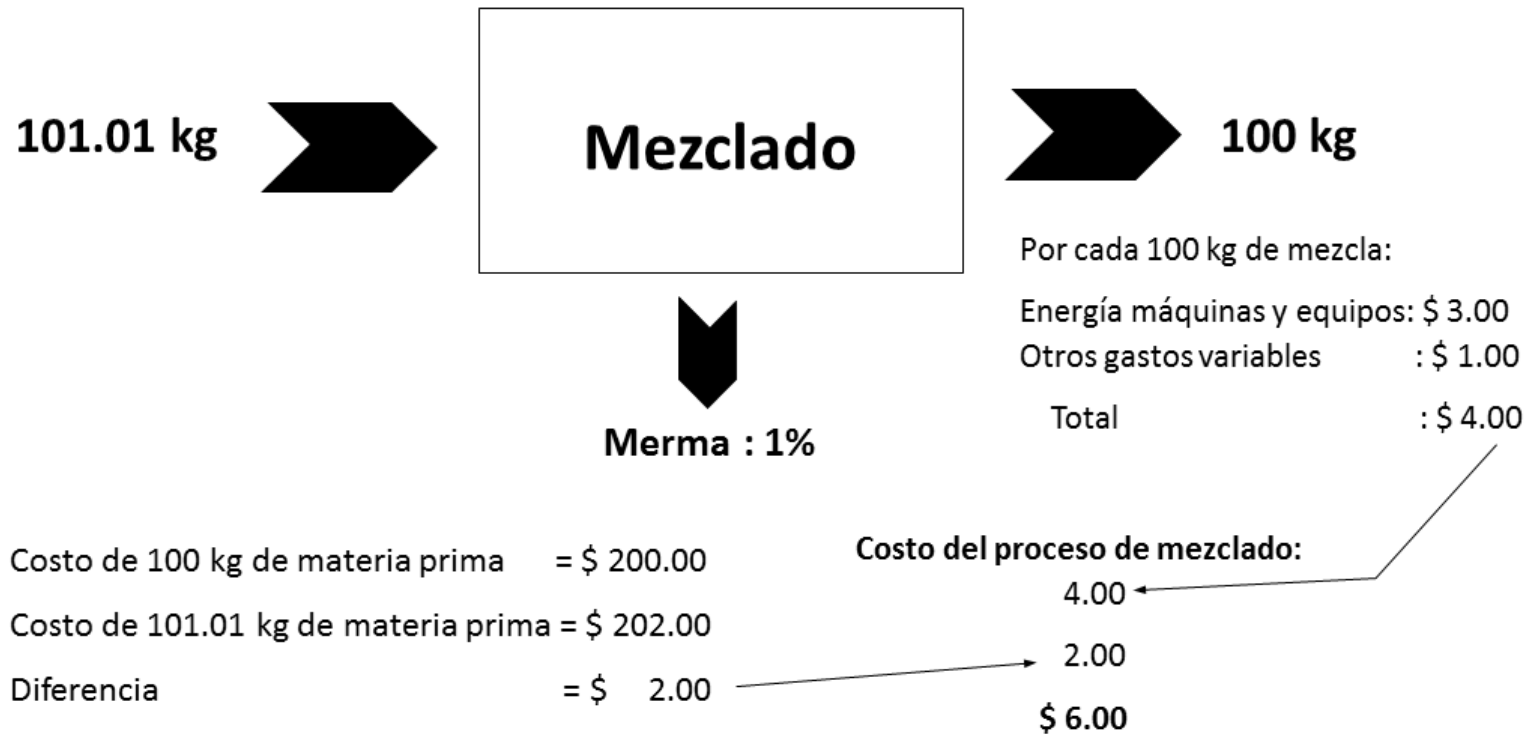 101.01 kg
Mezclado
100 kg
Por cada 100 kg de mezcla:
Energía máquinas y equipos: $ 3.00
Otros gastos variables : $ 1.00
Total : $ 4.00
Merma : 1%
Costo de 100 kg de materia prima = $ 200.00
Costo de 101.01 kg de materia prima = $ 202.00
Diferencia = $ 2.00
Costo del proceso de mezclado:
4.00
2.00
$ 6.00